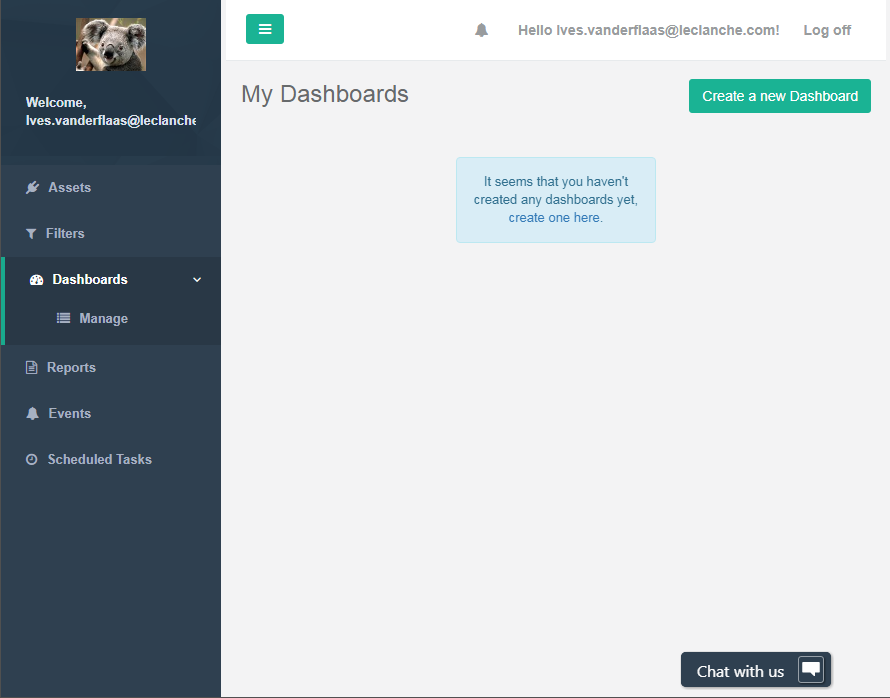 Hello Ives.vanderflaas@leclanche.com!
Log off
Welcome,
Ives.vanderflaas@leclanche
My Dashboards
Create a new Dashboard
It seems that you haven't
created any dashboards yet,
create one here.
Assets
Filters
Dashboards
Manage
Reports
Events
Scheduled Tasks
Chat with us